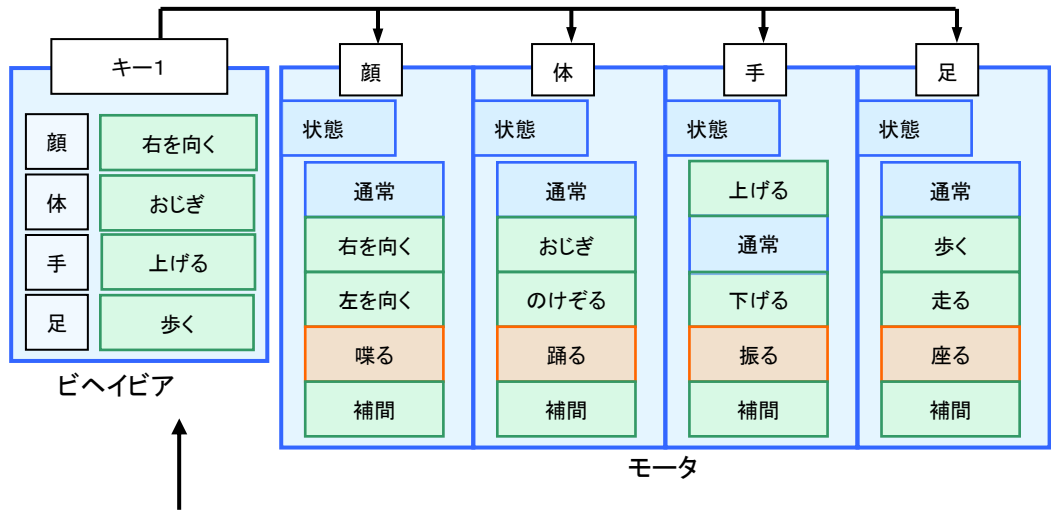 キー1
顔
右を向く
体
おじぎ
手
上げる
足
歩く
ビヘイビア
顔
状態
通常
右を向く
左を向く
喋る
補間
体
状態
通常
おじぎ
のけぞる
踊る
補間
手
状態
上げる
通常
下げる
振る
補間
足
状態
通常
歩く
走る
座る
補間
モータ